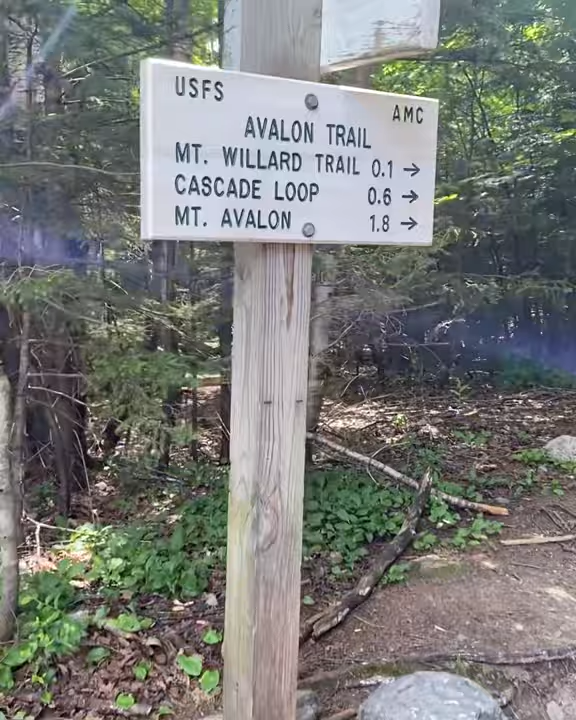 USFS AMC
AVALON TRAIL
MT. WILLARD TRAIL 0.1 →
CASCADE LOOP 0.6 →
MT. AVALON 1.8 →